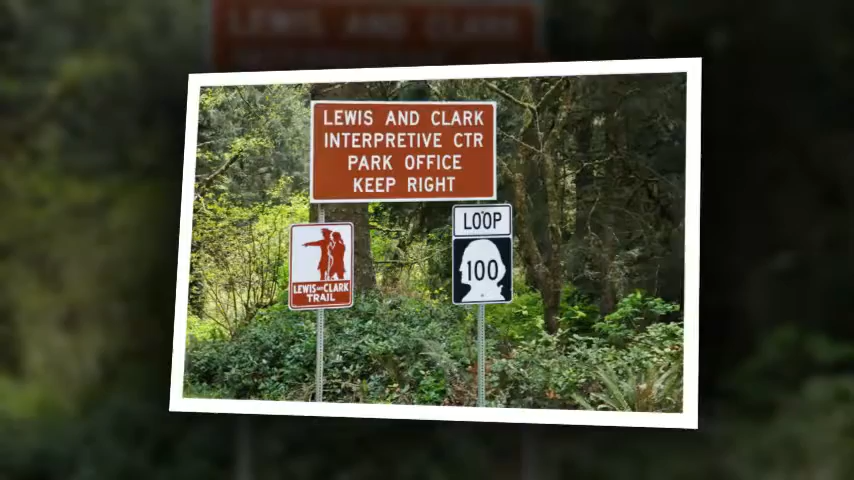 LEWIS AND CLARK
INTERPRETIVE CTR
PARK OFFICE
KEEP RIGHT
LEWIS AND CLARK
TRAIL
LOOP
100